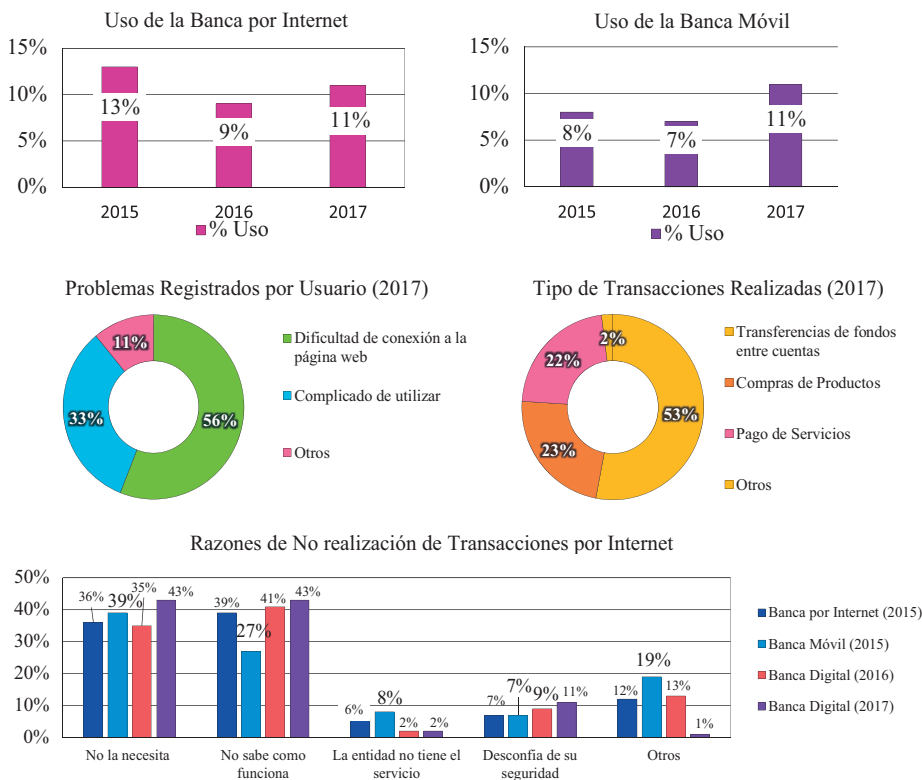 Uso de la Banca por Internet
15%
10%
5%
0%
13%
9%
11%
2015 2016 2017
% Uso
Uso de la Banca Móvil
15%
10%
5%
0%
8%
7%
11%
2015 2016 2017
% Uso
Problemas Registrados por Usuario (2017)
11%
33%
56%
Dificultad de conexión a la
página web
Complicado de utilizar
Otros
Tipo de Transacciones Realizadas (2017)
2%
22%
53%
23%
Transferencias de fondos
entre cuentas
Compras de Productos
Pago de Servicios
Otros
Razones de No realización de Transacciones por Internet
50%
40%
30%
20%
10%
0%
36% 39% 35% 43%
39% 27% 41% 43%
6% 8% 2% 2%
7% 7% 9% 11%
12% 19% 13% 1%
No la necesita
No sabe como
funciona
La entidad no tiene el
servicio
Desconfia de su
seguridad
Otros
Banca por Internet (2015)
Banca Móvil (2015)
Banca Digital (2016)
Banca Digital (2017)